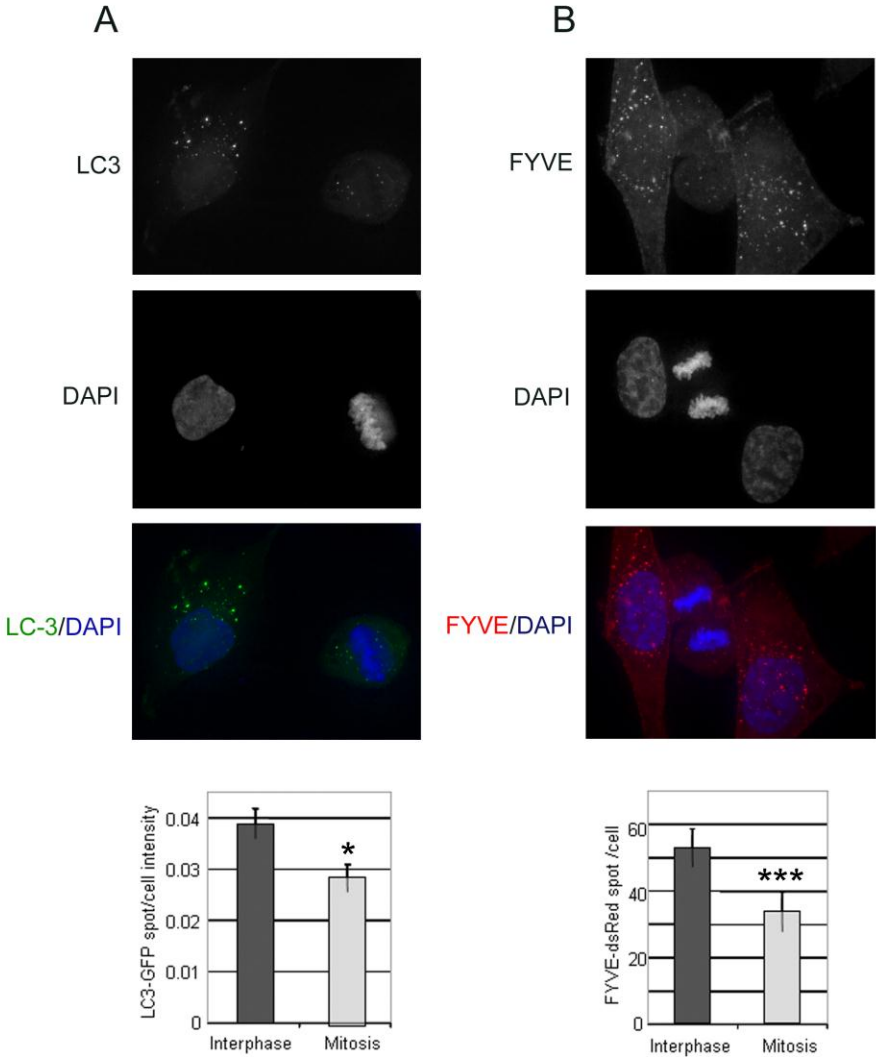 A
B
LC3
FYVE
DAPI
DAPI
LC-3/DAPI
FYVE/DAPI
LC3-GFP spot/cell intensity
0.04
0.03
0.02
0.01
0
*
Interphase
Mitosis
FYVE-dsRed spot /cell
60
40
20
0
***
Interphase
Mitosis